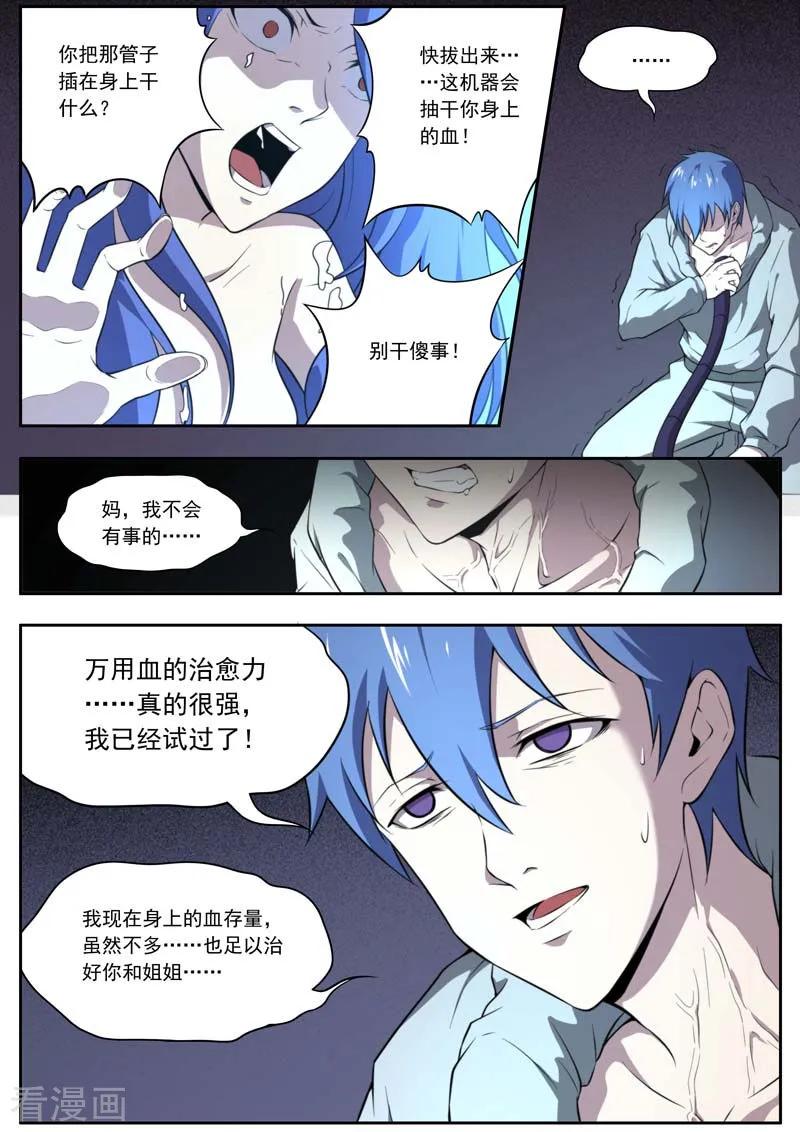 你把那管子
插在身上干
什么？
快拔出来……
……这机器会
抽干你身上
的血！
别干傻事！
……
妈，我不会
有事的……
万用血的治愈力
……真的很强，
我已经试过了！
我现在身上的血存量，
虽然不多……也足以治
好你和姐姐……
看漫画